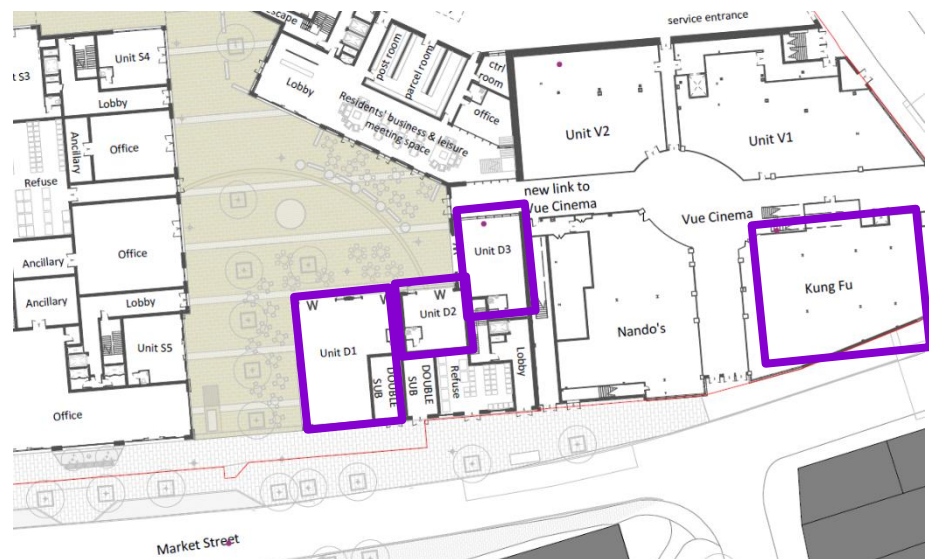 service entrance
escape
t S3
Unit S4
post room
parcel room
ctrl
room
Lobby
Lobby
Residents' business & leisure
meeting space
office
Unit V2
Unit V1
Ancillary
Office
Refuse
new link to
Vue Cinema
Vue Cinema
W
Unit D3
Office
Ancillary
Ancillary
Lobby
Kung Fu
W
W
W
Unit D2
Unit D1
Nando's
Unit S5
DOUBLE
SUB
DOUBLE
SUB
Refuse
Lobby
Office
Market Street